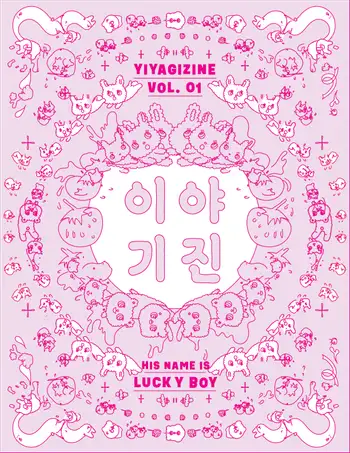 YIYAGIZINE
VOL. 01
이야
기진
HIS NAME IS
LUCKY BOY